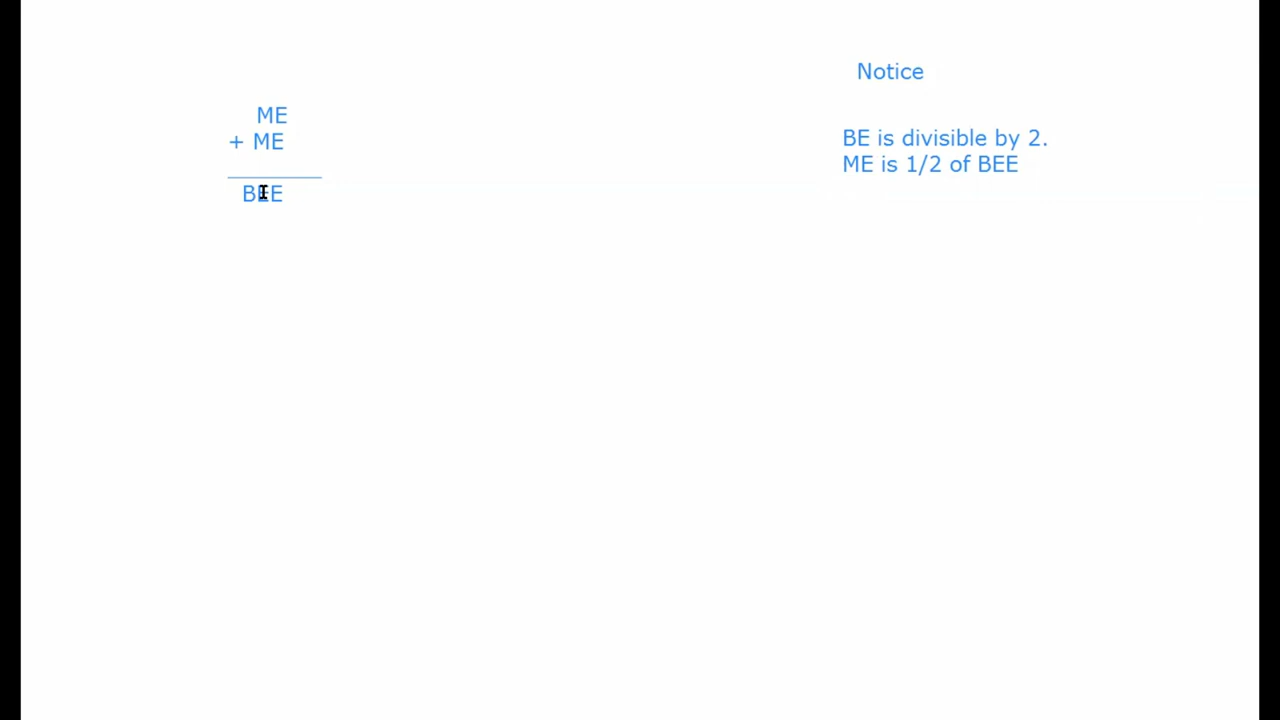 Notice
ME
+ ME
BEE
BE is divisible by 2.
ME is 1/2 of BEE